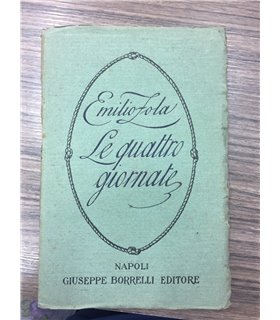 Emilio Zola
Le quattro
giornate
NAPOLI
GIUSEPPE BORRELLI EDITORE